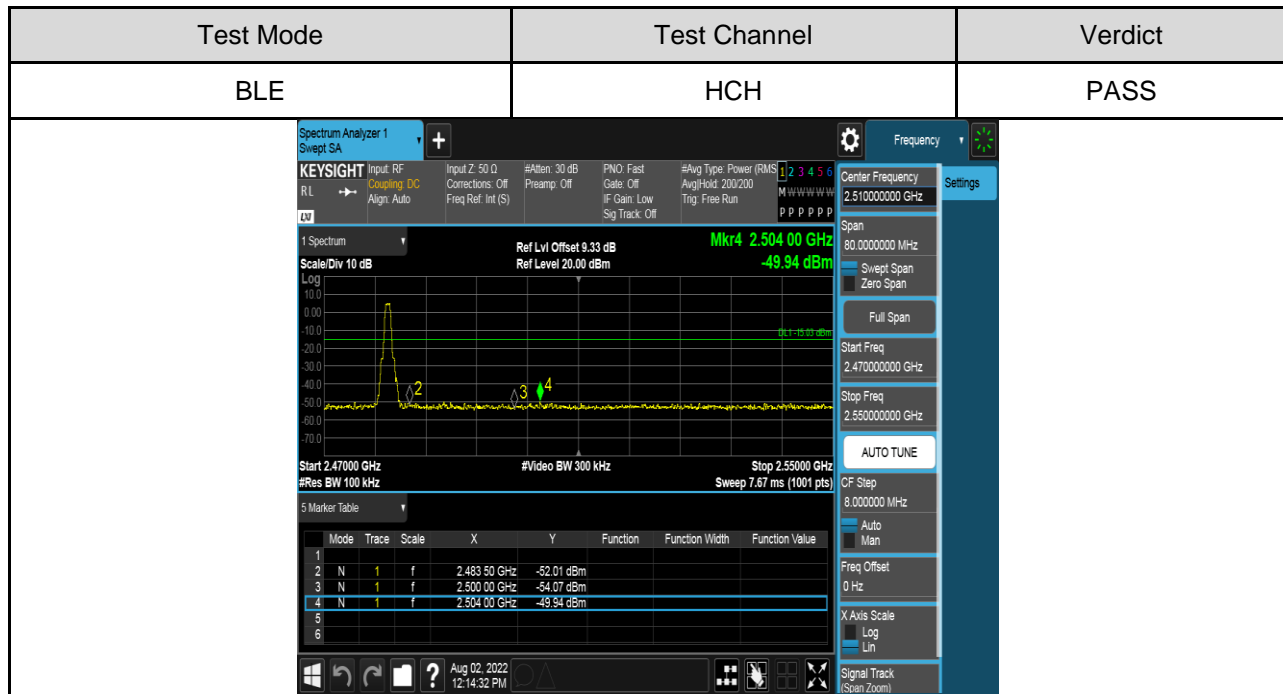 Test Mode Test Channel Verdict
BLE HCH PASS
Spectrum Analyzer 1
Swept SA
+
Frequency
KEYSIGHT Input: RF Input Z: 50 Ω #Atten: 30 dB PNO: Fast #Avg Type: Power (RMS 1 2 3 4 5 6
RL Coupling: DC Corrections: Off Preamp: Off Gate: Off Avg|Hold: 200/200 M W W W W W
Align: Auto Freq Ref: Int (S) IF Gain: Low Trig: Free Run
LXI Sig Track: Off P P P P P P
1 Spectrum
Ref Lvl Offset 9.33 dB Mkr4 2.504 00 GHz
Scale/Div 10 dB Ref Level 20.00 dBm -49.94 dBm
Log
10.0
0.00
-10.0
DL1 -15.03 dBm
-20.0
-30.0
-40.0
2 3 4
-50.0
-60.0
-70.0
Start 2.47000 GHz #Video BW 300 kHz Stop 2.55000 GHz
#Res BW 100 kHz Sweep 7.67 ms (1001 pts)
5 Marker Table
Mode Trace Scale X Y Function Function Width Function Value
1
2 N 1 f 2.483 50 GHz -52.01 dBm
3 N 1 f 2.500 00 GHz -54.07 dBm
4 N 1 f 2.504 00 GHz -49.94 dBm
5
6
? Aug 02, 2022
12:14:32 PM
Center Frequency
2.510000000 GHz
Settings
Span
80.0000000 MHz
Swept Span
Zero Span
Full Span
Start Freq
2.470000000 GHz
Stop Freq
2.550000000 GHz
AUTO TUNE
CF Step
8.000000 MHz
Auto
Man
Freq Offset
0 Hz
X Axis Scale
Log
Lin
Signal Track
(Span Zoom)